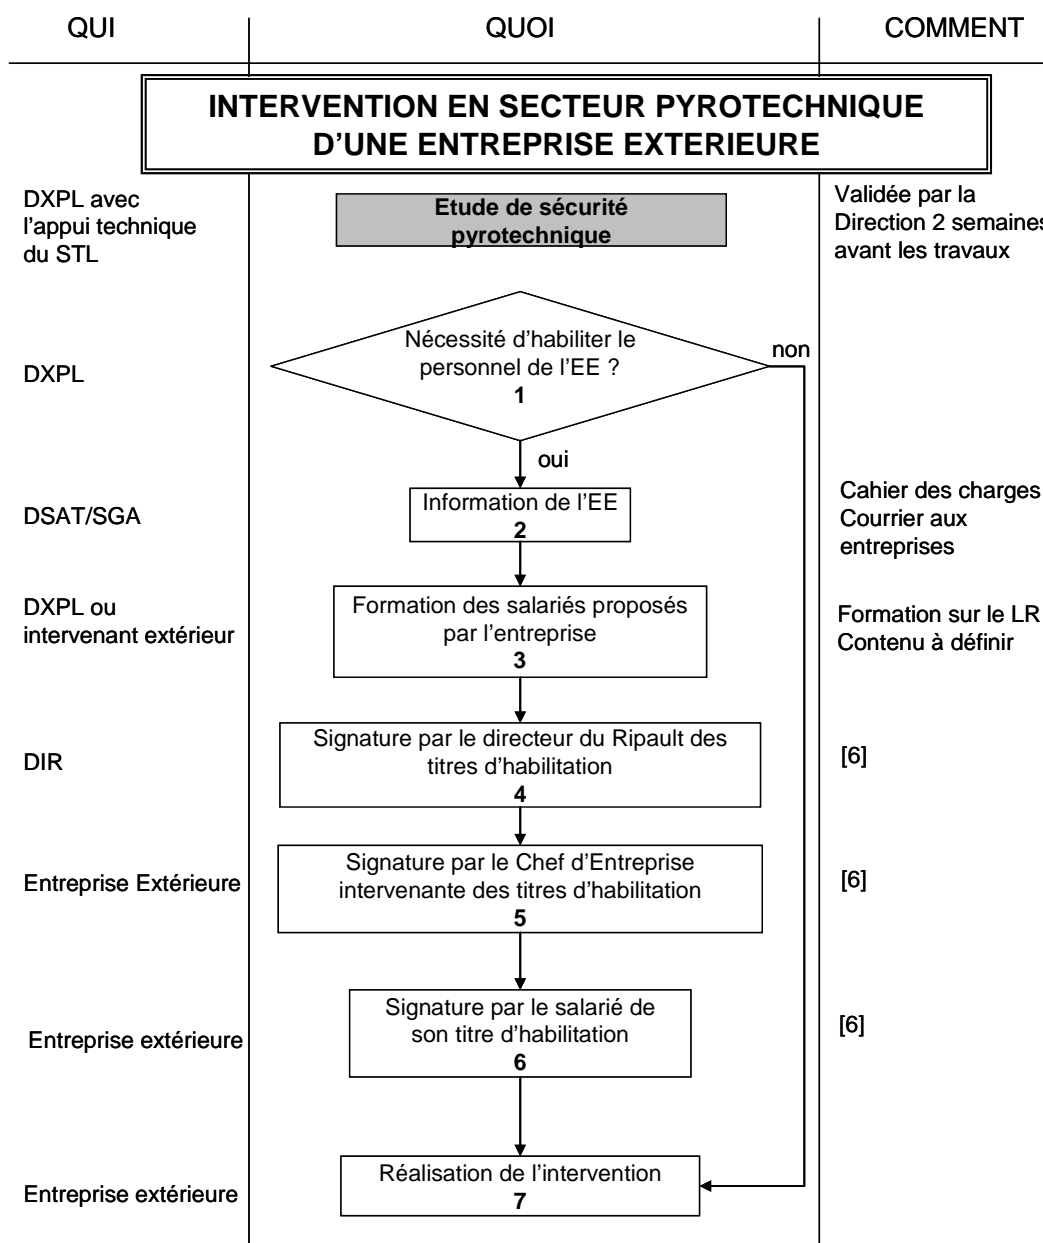 QUI
QUOI
COMMENT
INTERVENTION EN SECTEUR PYROTECHNIQUE
D'UNE ENTREPRISE EXTERIEURE
DXPL avec
l'appui technique
du STL
Etude de sécurité
pyrotechnique
Validée par la
Direction 2 semaines
avant les travaux
DXPL
Nécessité d'habiliter le
personnel de l'EE ?
1
non
oui
DSAT/SGA
Information de l'EE
2
Cahier des charges
Courrier aux
entreprises
DXPL ou
intervenant extérieur
Formation des salariés proposés
par l'entreprise
3
Formation sur le LR
Contenu à définir
DIR
Signature par le directeur du Ripault des
titres d'habilitation
4
[6]
Entreprise Extérieure
Signature par le Chef d'Entreprise
intervenante des titres d'habilitation
5
[6]
Entreprise extérieure
Signature par le salarié de
son titre d'habilitation
6
[6]
Entreprise extérieure
Réalisation de l'intervention
7